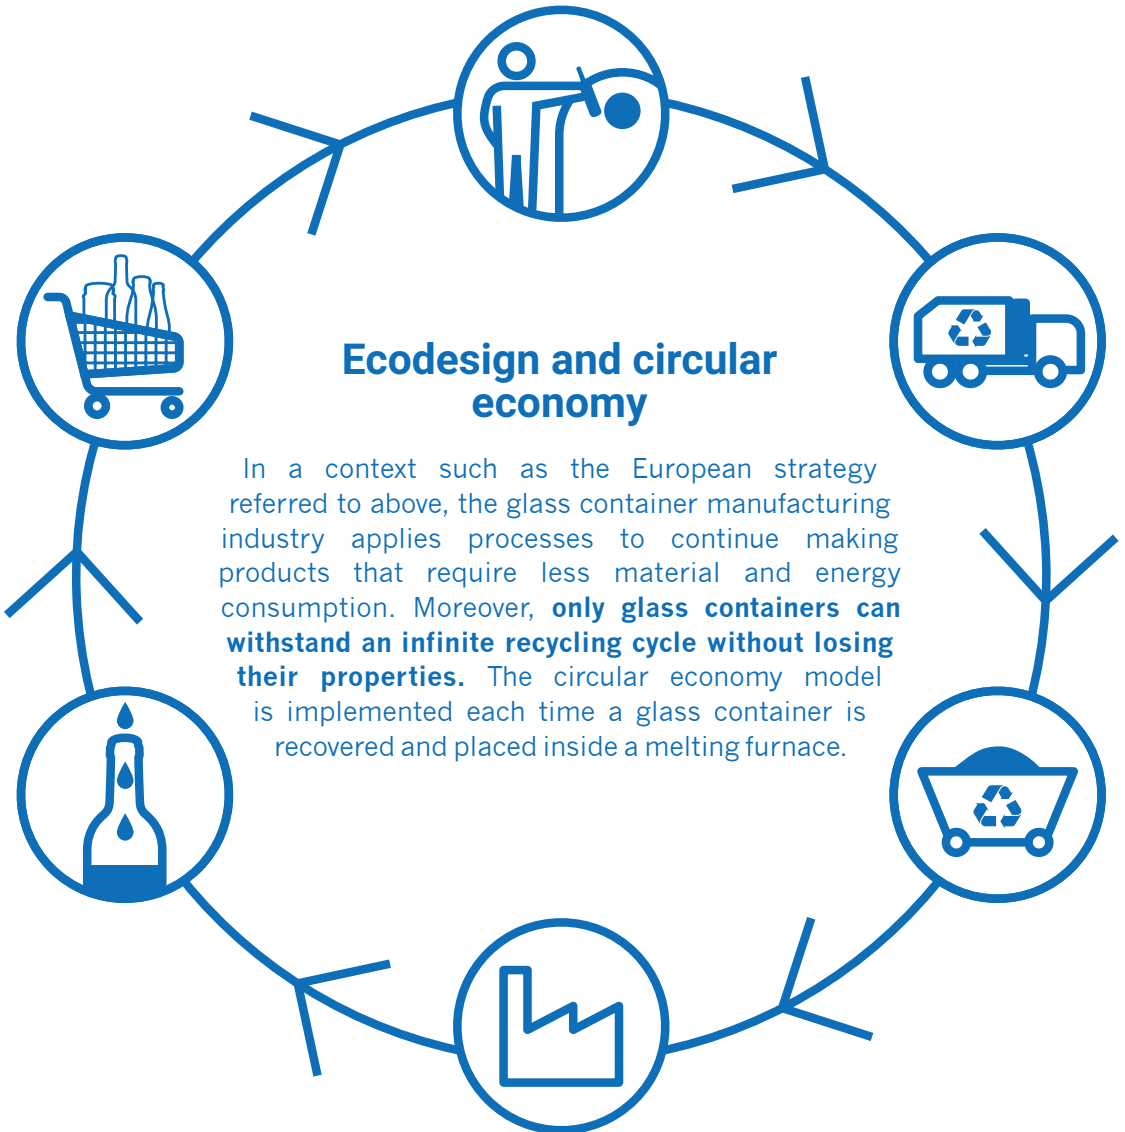 Ecodesign and circular
economy
In a context such as the European strategy
referred to above, the glass container manufacturing
industry applies processes to continue making
products that require less material and energy
consumption. Moreover, only glass containers can
withstand an infinite recycling cycle without losing
their properties. The circular economy model
is implemented each time a glass container is
recovered and placed inside a melting furnace.